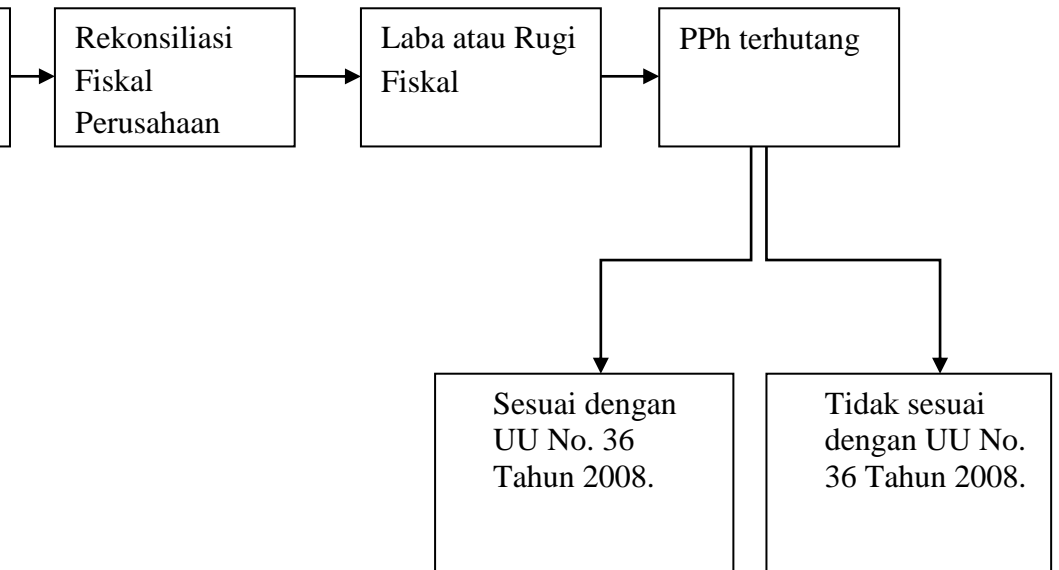 Rekonsiliasi
Fiskal
Perusahaan
Laba atau Rugi
Fiskal
PPh terhutang
Sesuai dengan
UU No. 36
Tahun 2008.
Tidak sesuai
dengan UU No.
36 Tahun 2008.